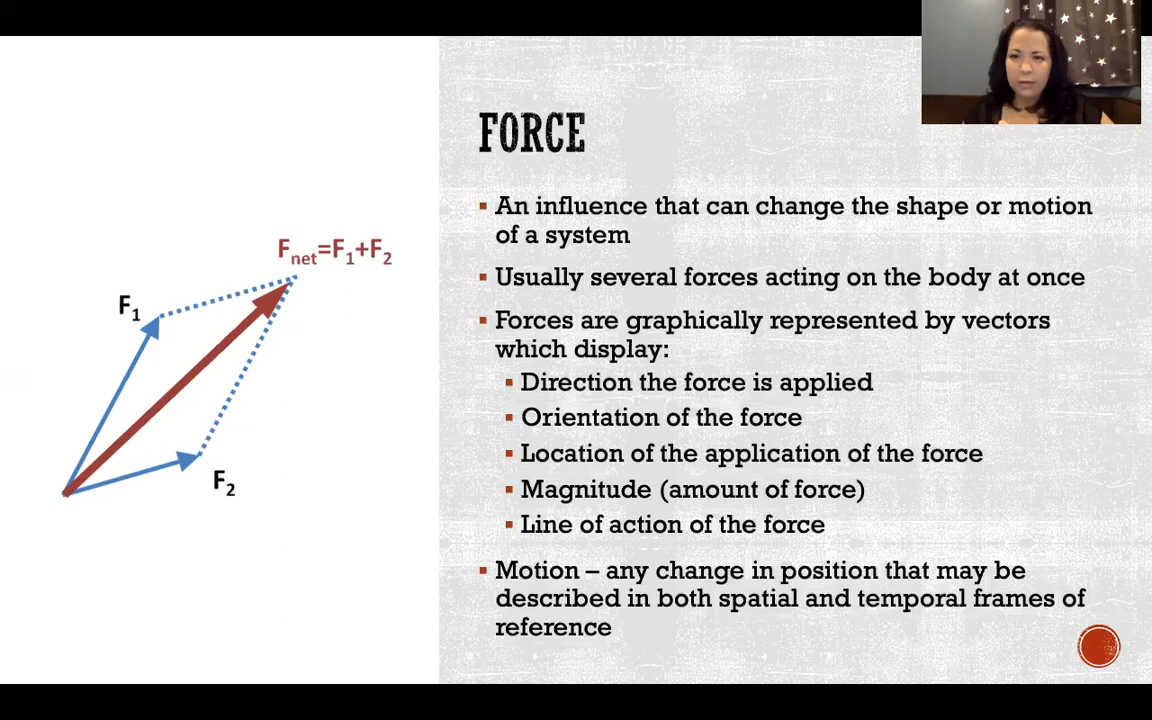 FORCE
▪ An influence that can change the shape or motion
of a system
▪ Usually several forces acting on the body at once
▪ Forces are graphically represented by vectors
which display:
▪ Direction the force is applied
▪ Orientation of the force
▪ Location of the application of the force
▪ Magnitude (amount of force)
▪ Line of action of the force
▪ Motion – any change in position that may be
described in both spatial and temporal frames of
reference
Fnet=F1+F2
F1
F2